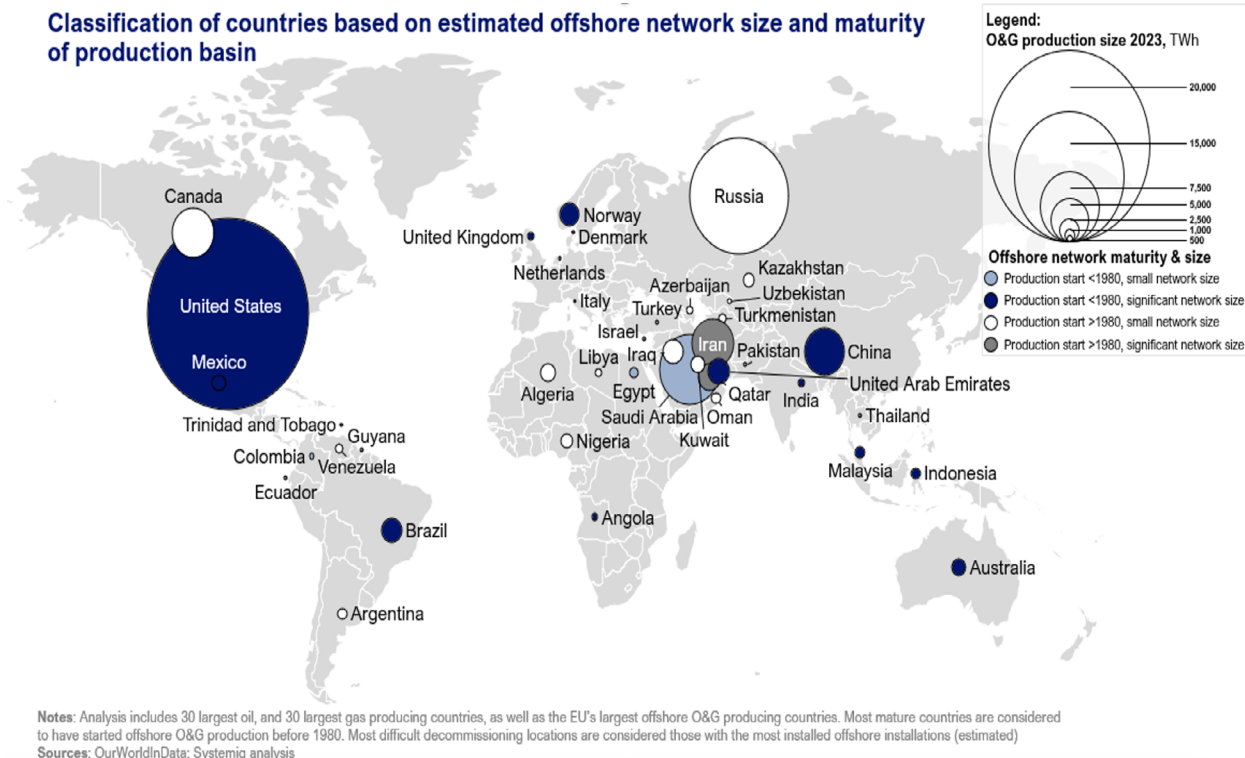 Classification of countries based on estimated offshore network size and maturity
of production basin
Legend:
O&G production size 2023, TWh
20,000
15,000
7,500
5,000
2,500
1,000
500
Offshore network maturity & size
Production start <1980, small network size
Production start <1980, significant network size
Production start >1980, small network size
Production start >1980, significant network size
Canada
Russia
Norway
United Kingdom
Denmark
Netherlands
Kazakhstan
Azerbaijan
Uzbekistan
Italy
United States
Turkey
Turkmenistan
Israel
Iran
Mexico
Libya
Iraq
Pakistan
China
Algeria
Egypt
Qatar
United Arab Emirates
India
Saudi Arabia
Oman
Thailand
Trinidad and Tobago
Guyana
Nigeria
Kuwait
Colombia
Venezuela
Malaysia
Indonesia
Ecuador
Angola
Brazil
Australia
Argentina
Notes: Analysis includes 30 largest oil, and 30 largest gas producing countries, as well as the EU's largest offshore O&G producing countries. Most mature countries are considered
to have started offshore O&G production before 1980. Most difficult decommissioning locations are considered those with the most installed offshore installations (estimated)
Sources: OurWorldInData; Systemiq analysis